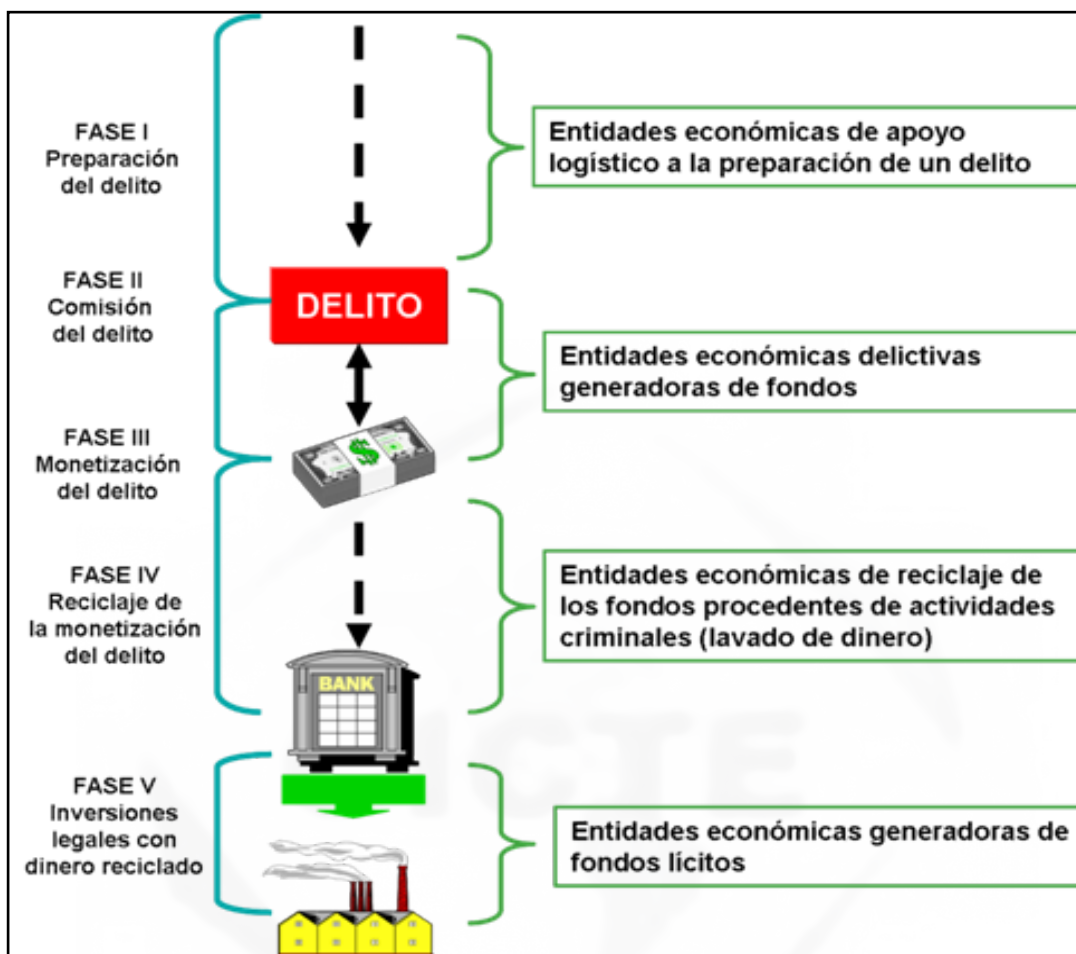 FASE I
Preparación
del delito
Entidades económicas de apoyo
logístico a la preparación de un delito
FASE II
Comisión
del delito
DELITO
Entidades económicas delictivas
generadoras de fondos
FASE III
Monetización
del delito
$
FASE IV
Reciclaje de
la monetización
del delito
Entidades económicas de reciclaje de
los fondos procedentes de actividades
criminales (lavado de dinero)
BANK
ICTE
FASE V
Inversiones
legales con
dinero reciclado
Entidades económicas generadoras de
fondos lícitos